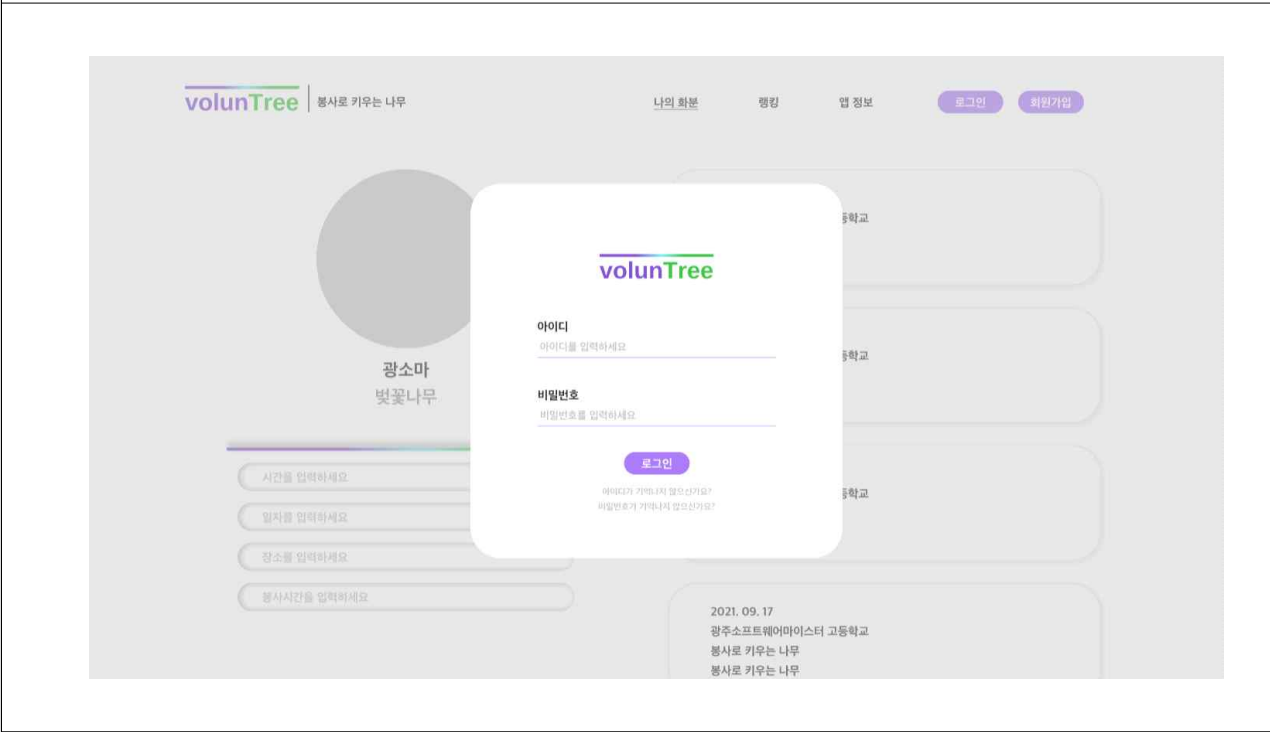 volunTree 봉사로 키우는 나무 나의 화분 랭킹 앱 정보 로그인 회원가입
광소마
벚꽃나무
시간을 입력하세요
일자를 입력하세요
장소를 입력하세요
봉사시간을 입력하세요
volunTree
아이디
아이디를 입력하세요
비밀번호
비밀번호를 입력하세요
로그인
아이디가 기억나지 않으신가요?
비밀번호가 기억나지 않으신가요?
등학교
등학교
등학교
2021. 09. 17
광주소프트웨어마이스터 고등학교
봉사로 키우는 나무
봉사로 키우는 나무